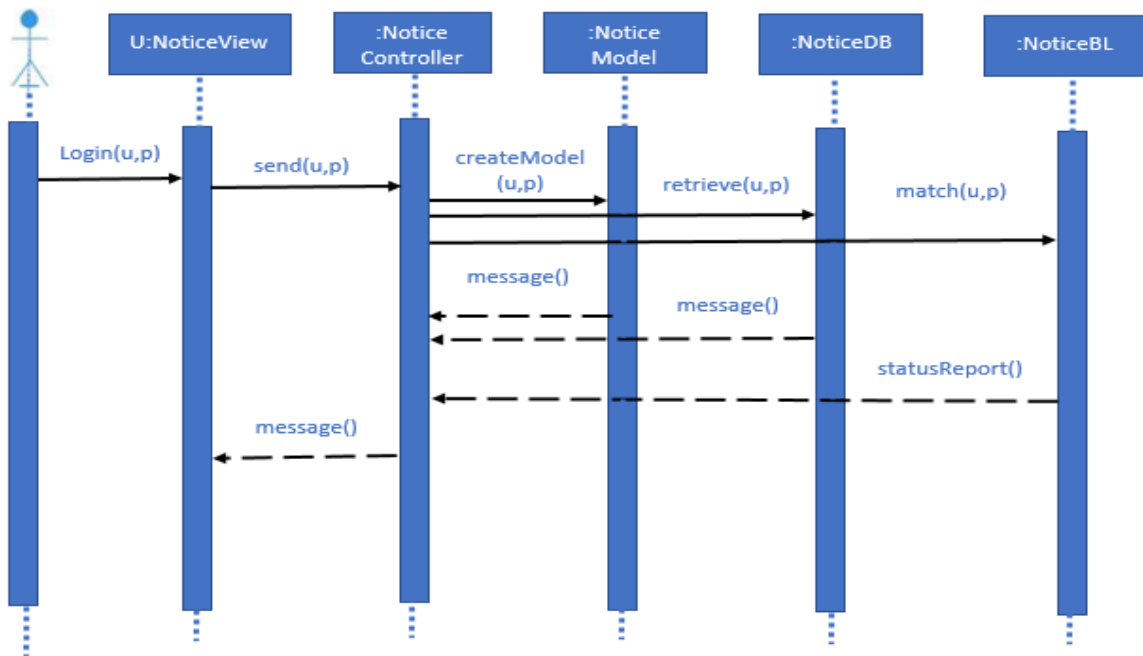 U:NoticeView
:Notice
Controller
:Notice
Model
:NoticeDB
:NoticeBL
Login(u,p)
send(u,p)
createModel
(u,p)
retrieve(u,p)
match(u,p)
message()
message()
statusReport()
message()